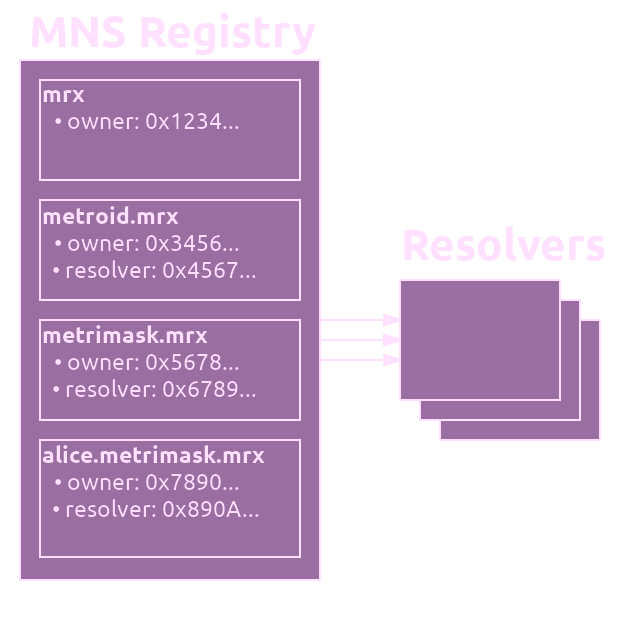 MNS Registry
mrx
• owner: 0x1234...
metroid.mrx
• owner: 0x3456...
• resolver: 0x4567...
Resolvers
metrimask.mrx
• owner: 0x5678...
• resolver: 0x6789...
alice.metrimask.mrx
• owner: 0x7890...
• resolver: 0x890A...